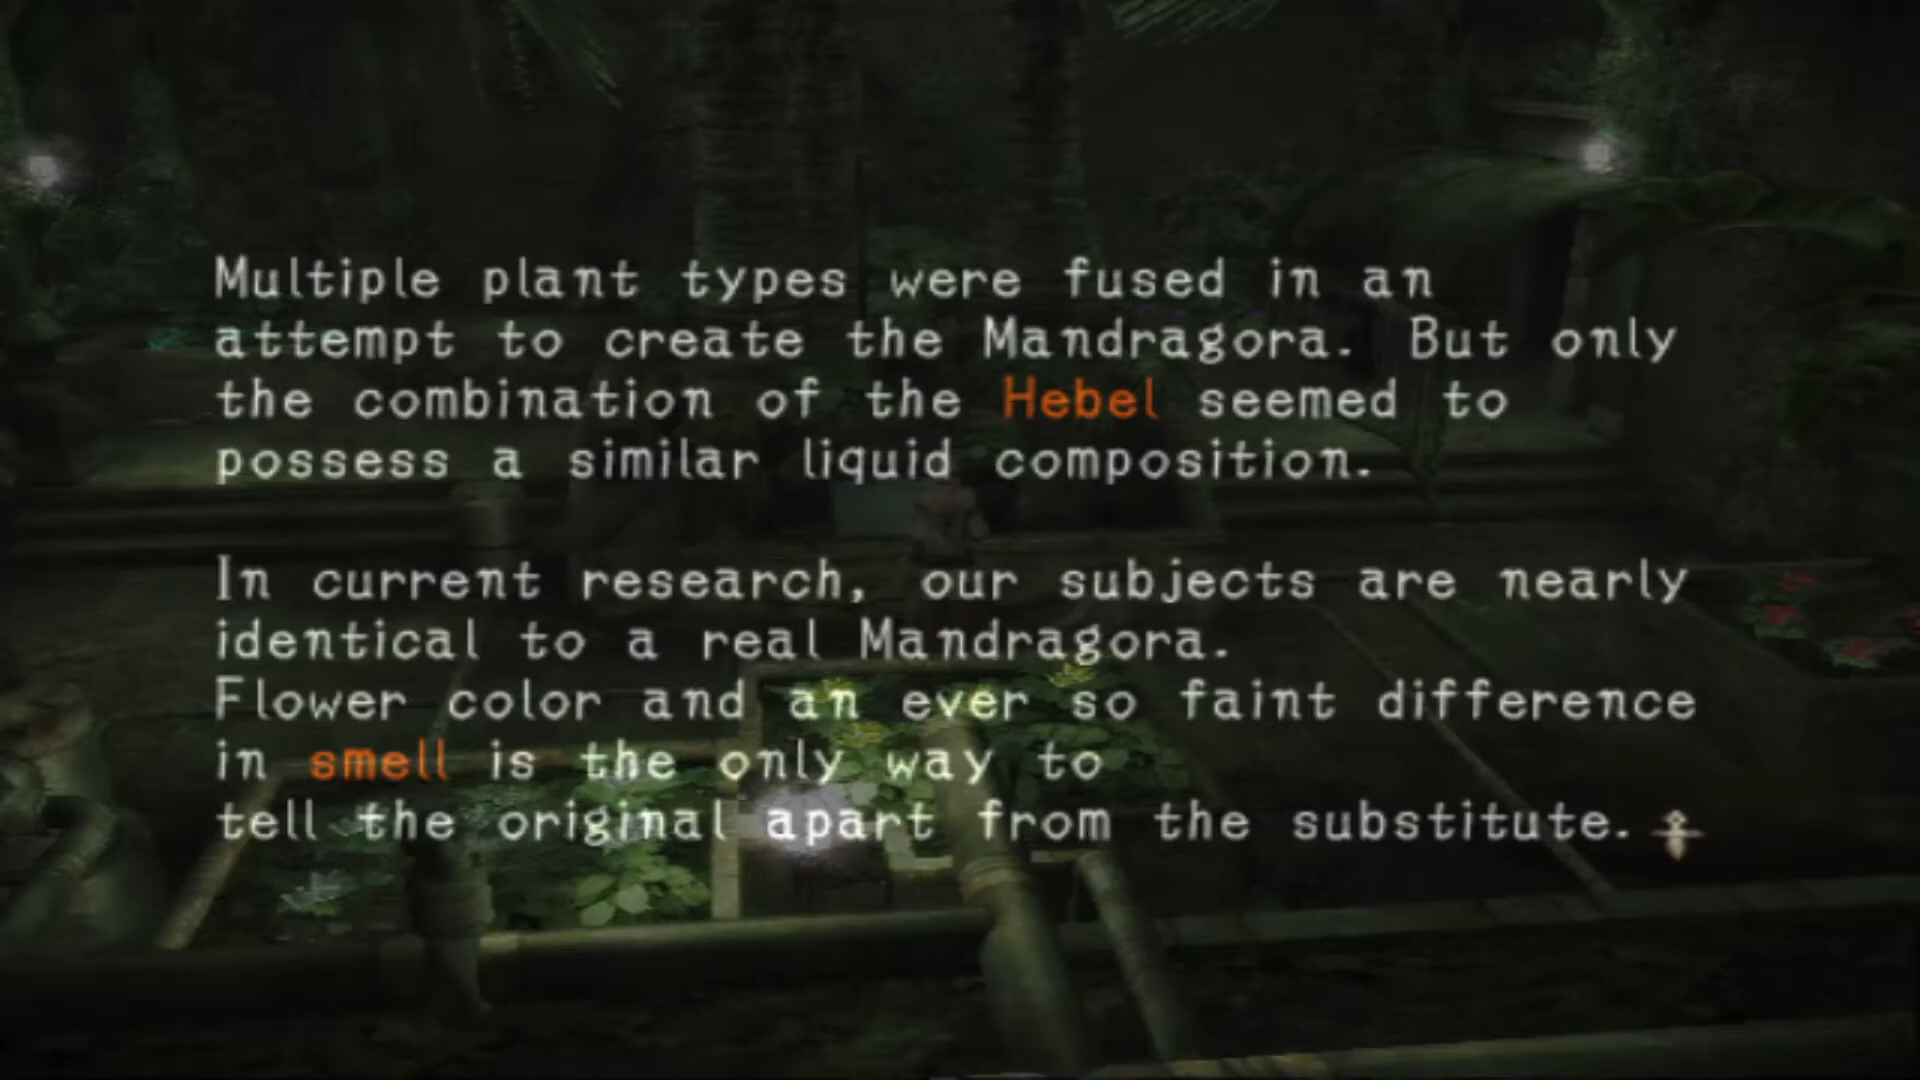 Multiple plant types were fused in an
attempt to create the Mandragora. But only
the combination of the Hebel seemed to
possess a similar liquid composition.
In current research, our subjects are nearly
identical to a real Mandragora.
Flower color and an ever so faint difference
in smell is the only way to
tell the original apart from the substitute.